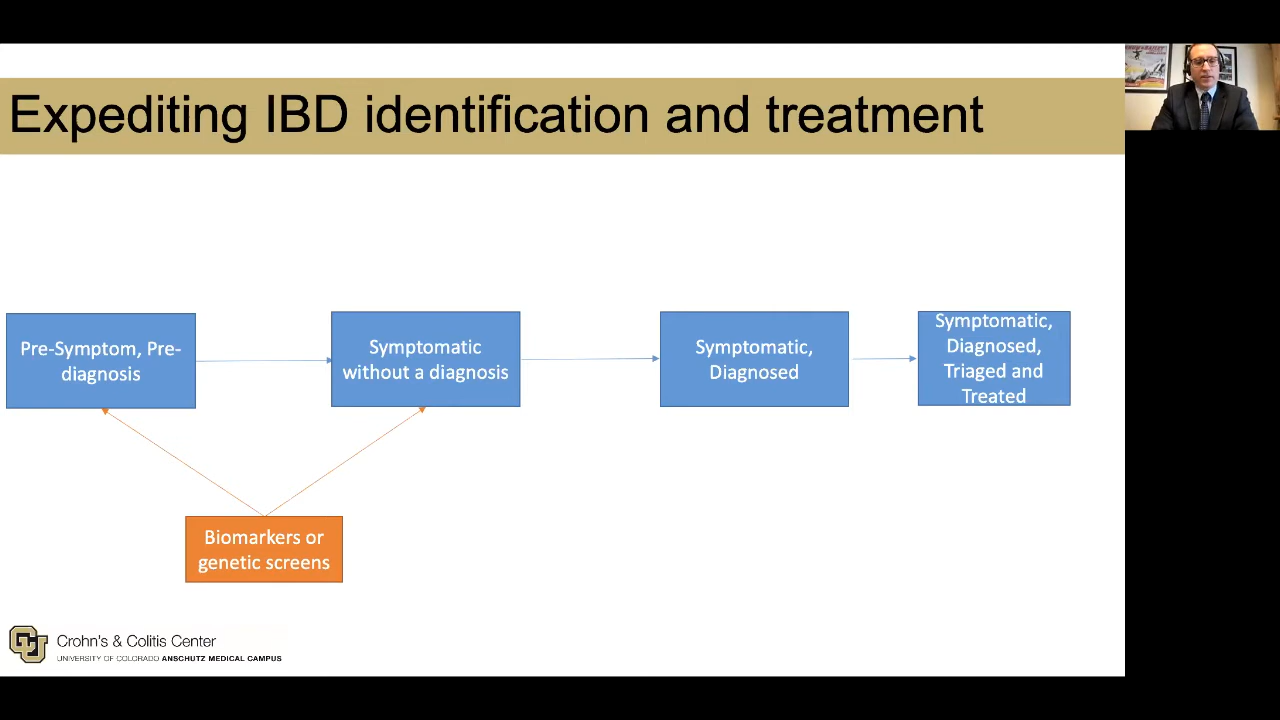 Expediting IBD identification and treatment
Pre-Symptom, Pre-
diagnosis
Symptomatic
without a diagnosis
Symptomatic,
Diagnosed
Symptomatic,
Diagnosed,
Triaged and
Treated
Biomarkers or
genetic screens
CU
Crohn's & Colitis Center
UNIVERSITY OF COLORADO ANSCHUTZ MEDICAL CAMPUS